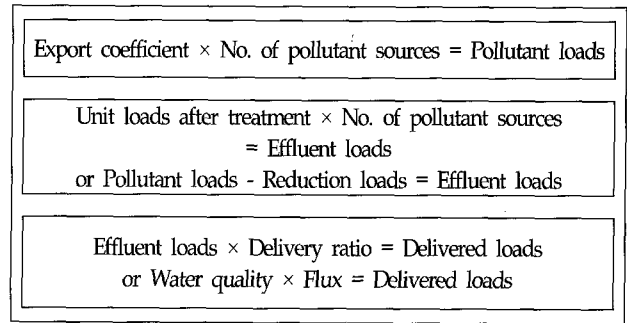 Export coefficient × No. of pollutant sources = Pollutant loads
Unit loads after treatment × No. of pollutant sources
= Effluent loads
or Pollutant loads - Reduction loads = Effluent loads
Effluent loads × Delivery ratio = Delivered loads
or Water quality × Flux = Delivered loads